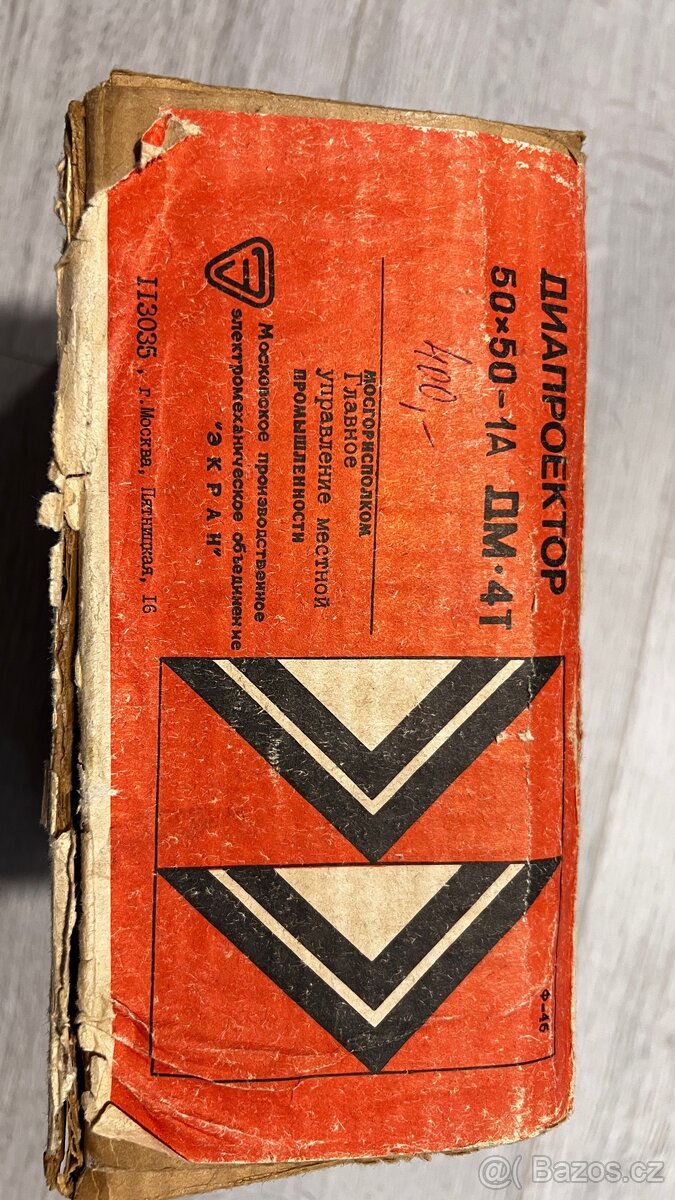 ДИАПРОЕКТОР
50×50-1А ДМ·4Т
400,-
МОСГОРИСПОЛКОМ
Главное
управление местной
ПРОМЫШЛЕННОСТИ
Э
Московское производственное
электромеханическое объединение
"ЭКРАН"
113035, г.Москва, Пятницкая, 16
Ф-46
© Bazos.cz